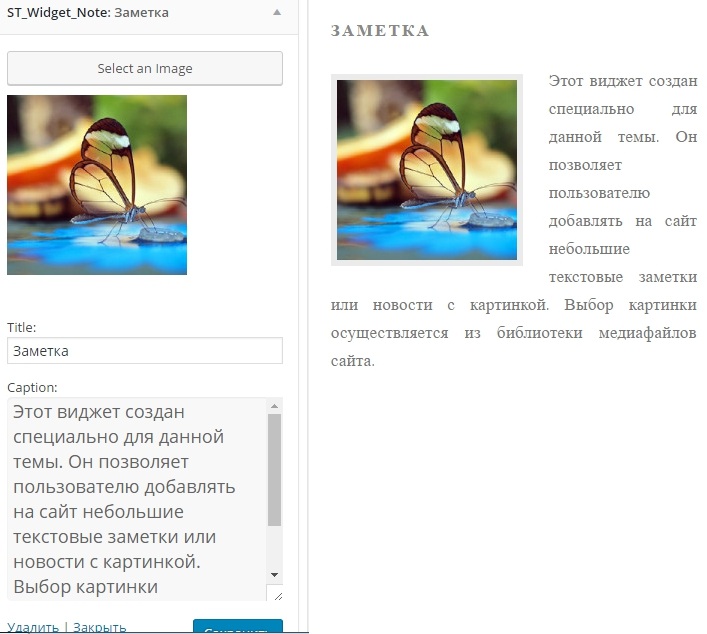 ST_Widget_Note: Заметка
Select an Image
Title:
Заметка
Caption:
Этот виджет создан
специально для данной
темы. Он позволяет
пользователю добавлять
на сайт небольшие
текстовые заметки или
новости с картинкой.
Выбор картинки
Удалить | Закрыть
Сохранить
ЗАМЕТКА
Этот виджет создан
специально для
данной темы. Он
позволяет
пользователю
добавлять на сайт
небольшие
текстовые заметки
или новости с картинкой. Выбор картинки
осуществляется из библиотеки медиафайлов
сайта.